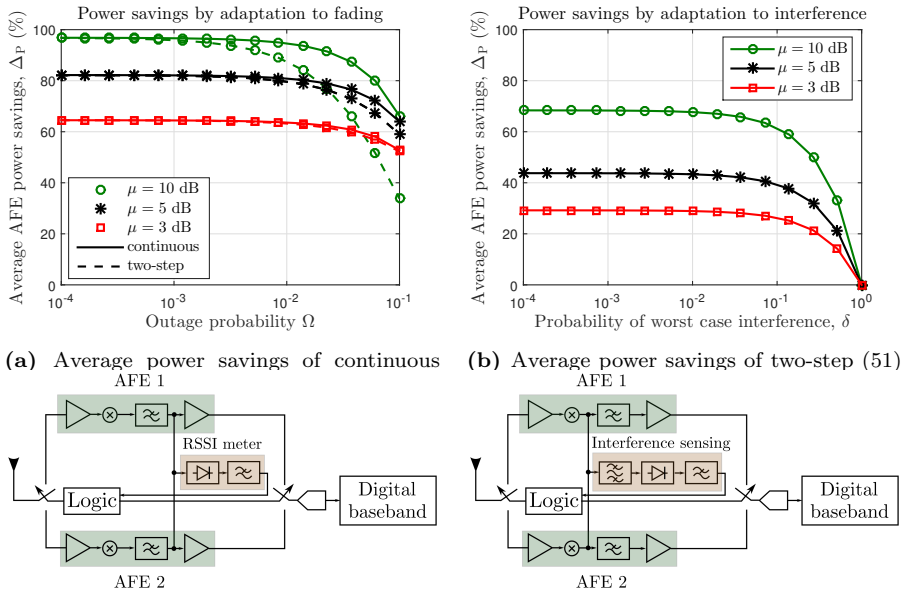 Power savings by adaptation to fading
Average AFE power savings, Δ_P (%)
100
80
60
40
20
0
μ = 10 dB
μ = 5 dB
μ = 3 dB
continuous
two-step
10^-4
10^-3
10^-2
10^-1
Outage probability Ω
Power savings by adaptation to interference
Average AFE power savings, Δ_P (%)
100
80
60
40
20
0
μ = 10 dB
μ = 5 dB
μ = 3 dB
10^-4
10^-3
10^-2
10^-1
10^0
Probability of worst case interference, δ
(a) Average power savings of continuous
(b) Average power savings of two-step (51)
AFE 1
RSSI meter
Logic
Digital
baseband
AFE 2
AFE 1
Interference sensing
Logic
Digital
baseband
AFE 2